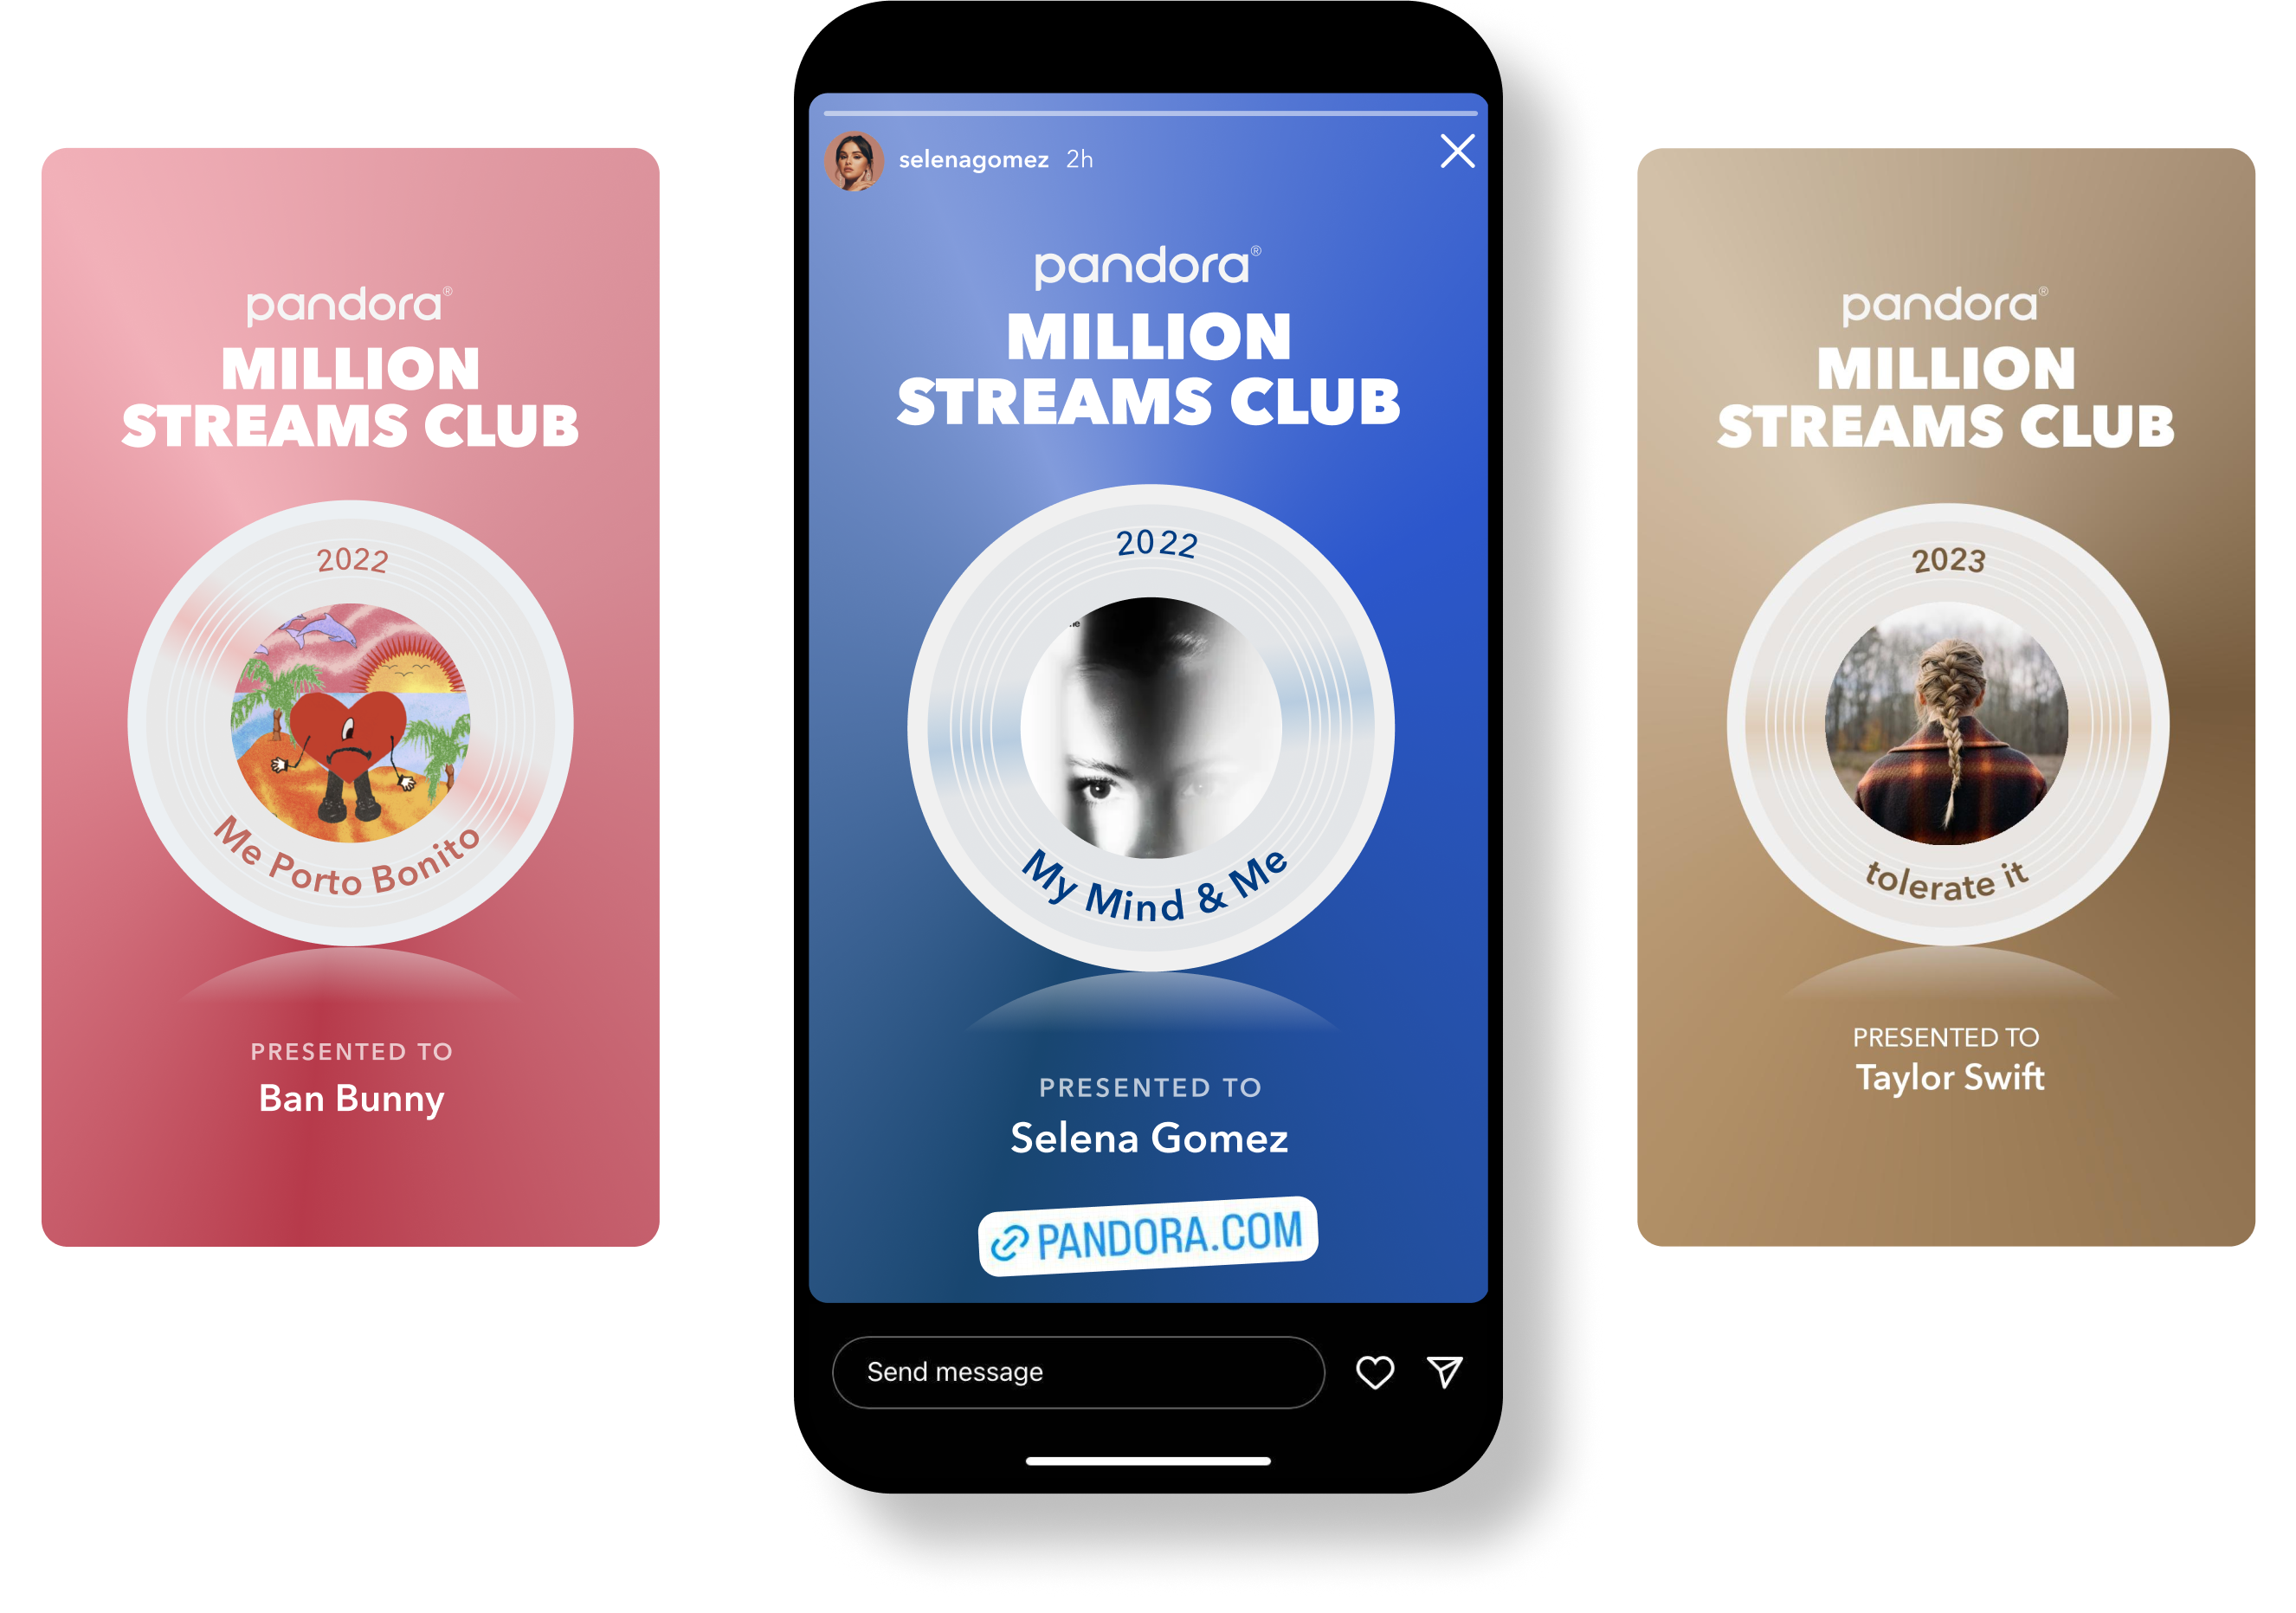 pandora®
MILLION
STREAMS CLUB
2022
Me Porto Bonito
PRESENTED TO
Ban Bunny
selenagomez 2h
pandora®
MILLION
STREAMS CLUB
2022
My Mind & Me
PRESENTED TO
Selena Gomez
PANDORA.COM
Send message
pandora®
MILLION
STREAMS CLUB
2023
tolerate it
PRESENTED TO
Taylor Swift